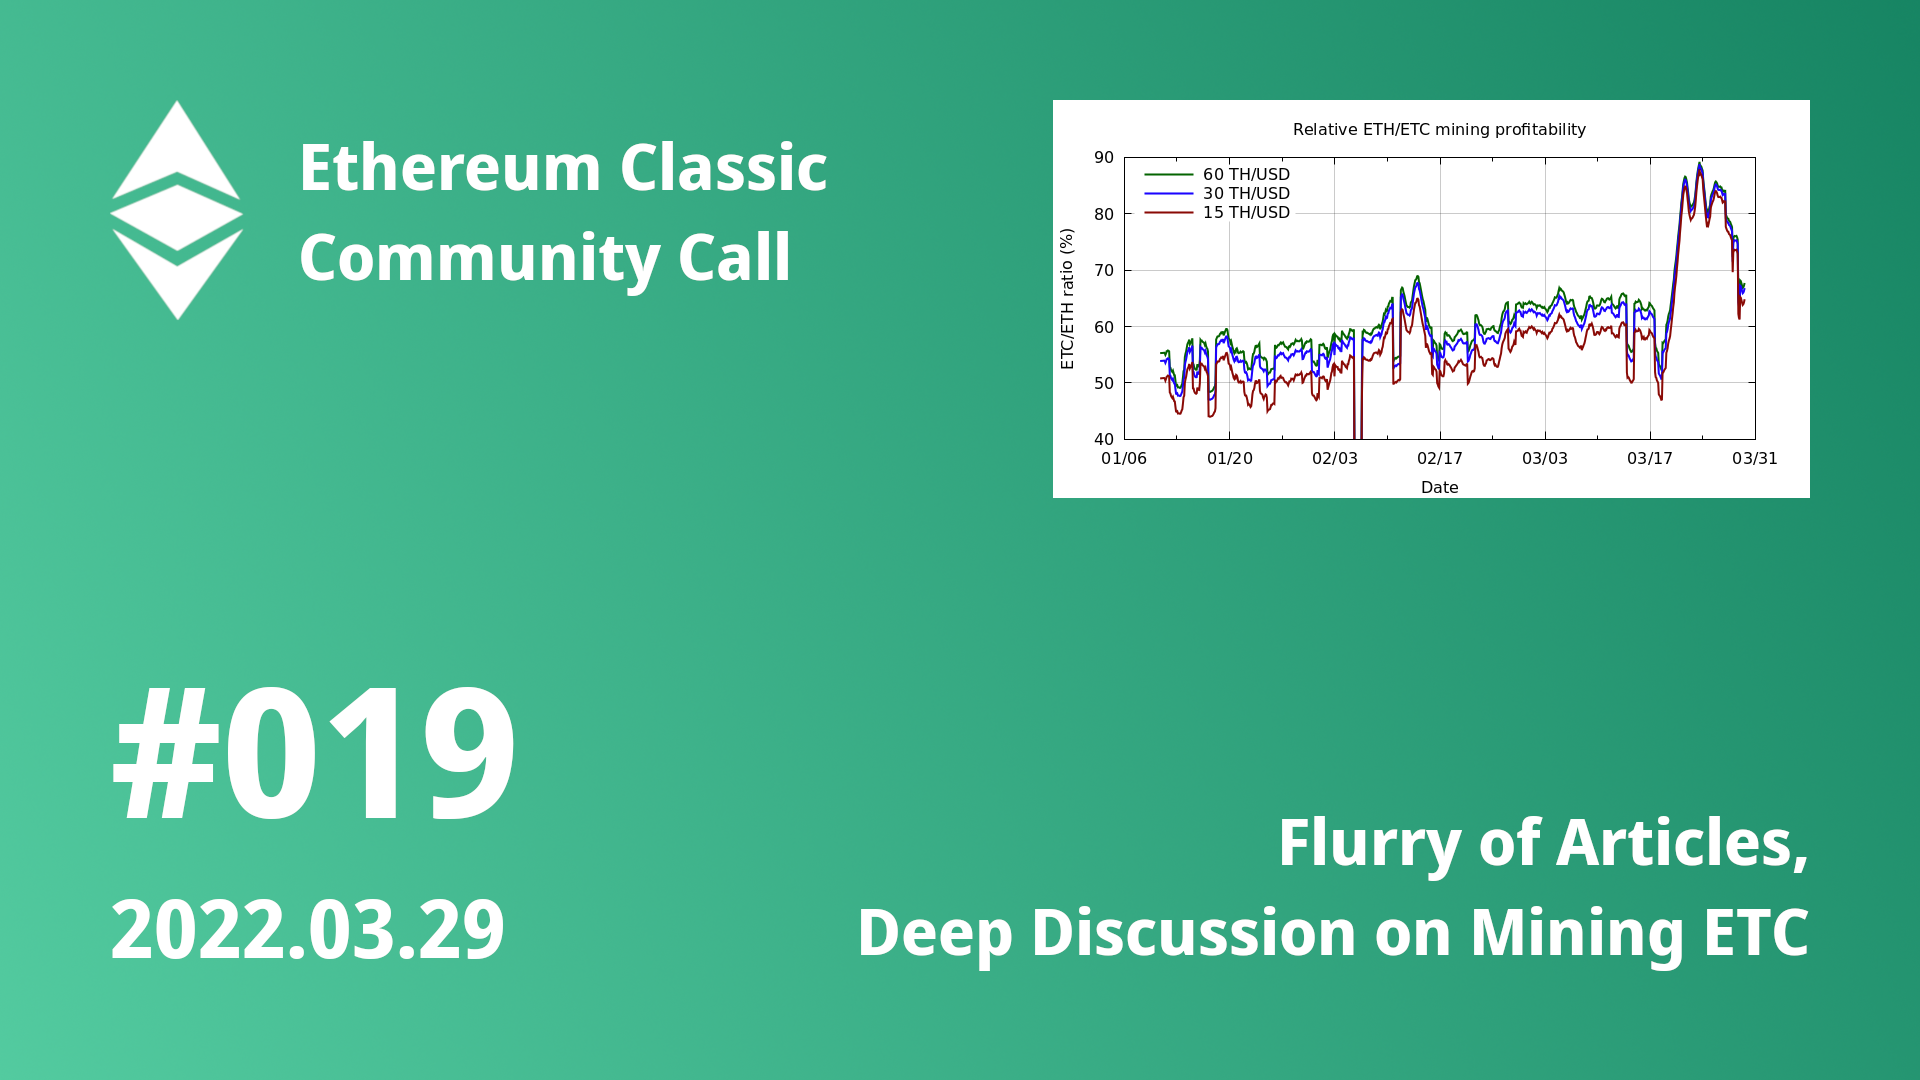 Ethereum Classic
Community Call
Relative ETH/ETC mining profitability
60 TH/USD
30 TH/USD
15 TH/USD
ETC/ETH ratio (%)
90
80
70
60
50
40
01/06 01/20 02/03 02/17 03/03 03/17 03/31
Date
#019
2022.03.29
Flurry of Articles,
Deep Discussion on Mining ETC